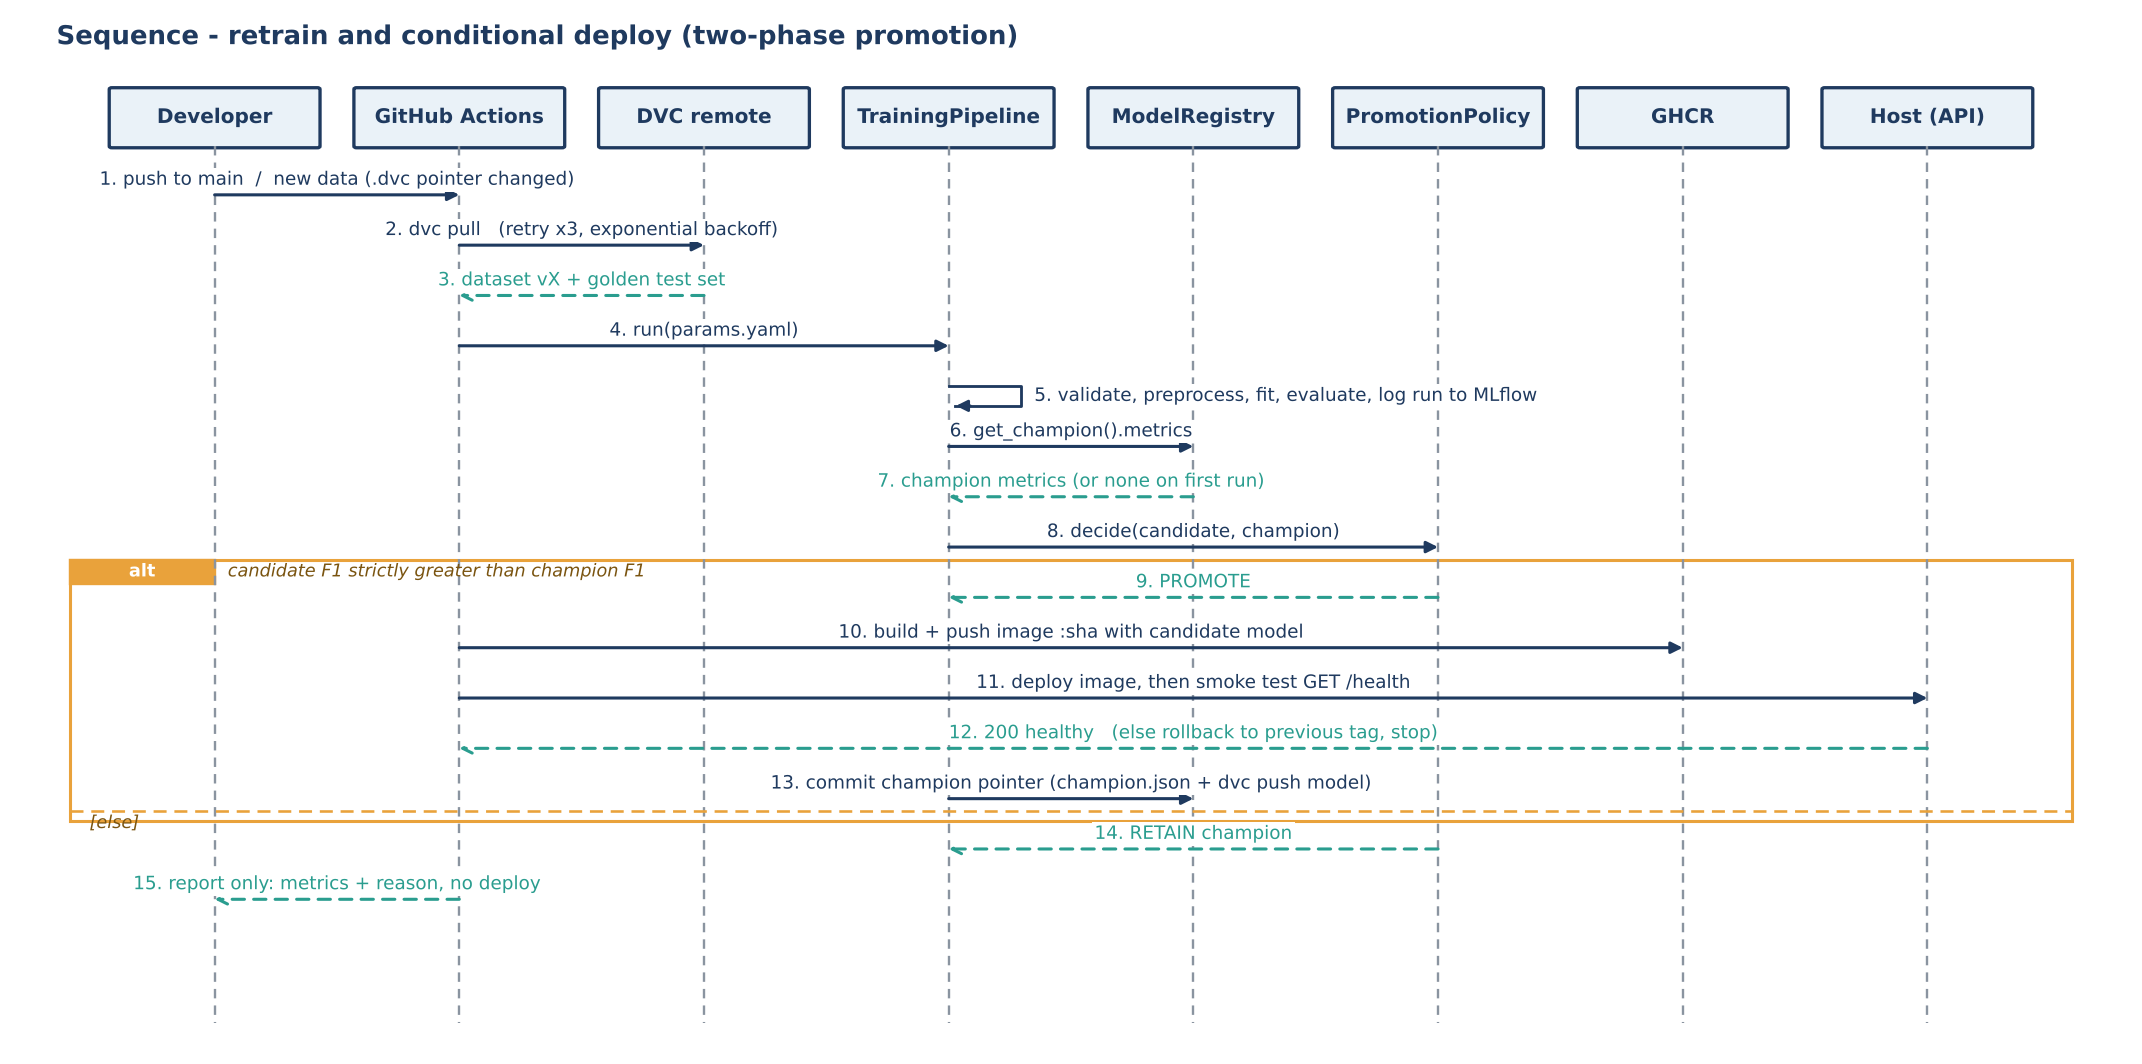 Sequence - retrain and conditional deploy (two-phase promotion)
Developer
GitHub Actions
DVC remote
TrainingPipeline
ModelRegistry
PromotionPolicy
GHCR
Host (API)
1. push to main / new data (.dvc pointer changed)
2. dvc pull (retry x3, exponential backoff)
3. dataset vX + golden test set
4. run(params.yaml)
5. validate, preprocess, fit, evaluate, log run to MLflow
6. get_champion().metrics
7. champion metrics (or none on first run)
8. decide(candidate, champion)
alt
candidate F1 strictly greater than champion F1
9. PROMOTE
10. build + push image :sha with candidate model
11. deploy image, then smoke test GET /health
12. 200 healthy (else rollback to previous tag, stop)
13. commit champion pointer (champion.json + dvc push model)
[else]
14. RETAIN champion
15. report only: metrics + reason, no deploy